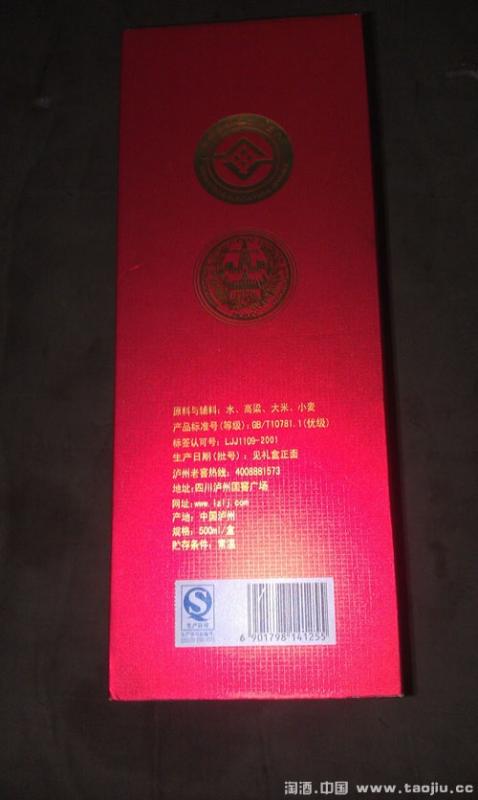 原料与辅料：水、高粱、大米、小麦
产品标准号(等级)：GB/T10781.1(优级)
标签认可号：LJJ1109-2001
生产日期(批号)：见礼盒正面
泸州老窖热线：4008881573
地址：四川泸州国窖广场
网址：www.lzlj.com
产地：中国泸州
规格：500ml/盒
贮存条件：常温
生产许可
6 901798 141255
淘酒.中国 www.taojiu.cc